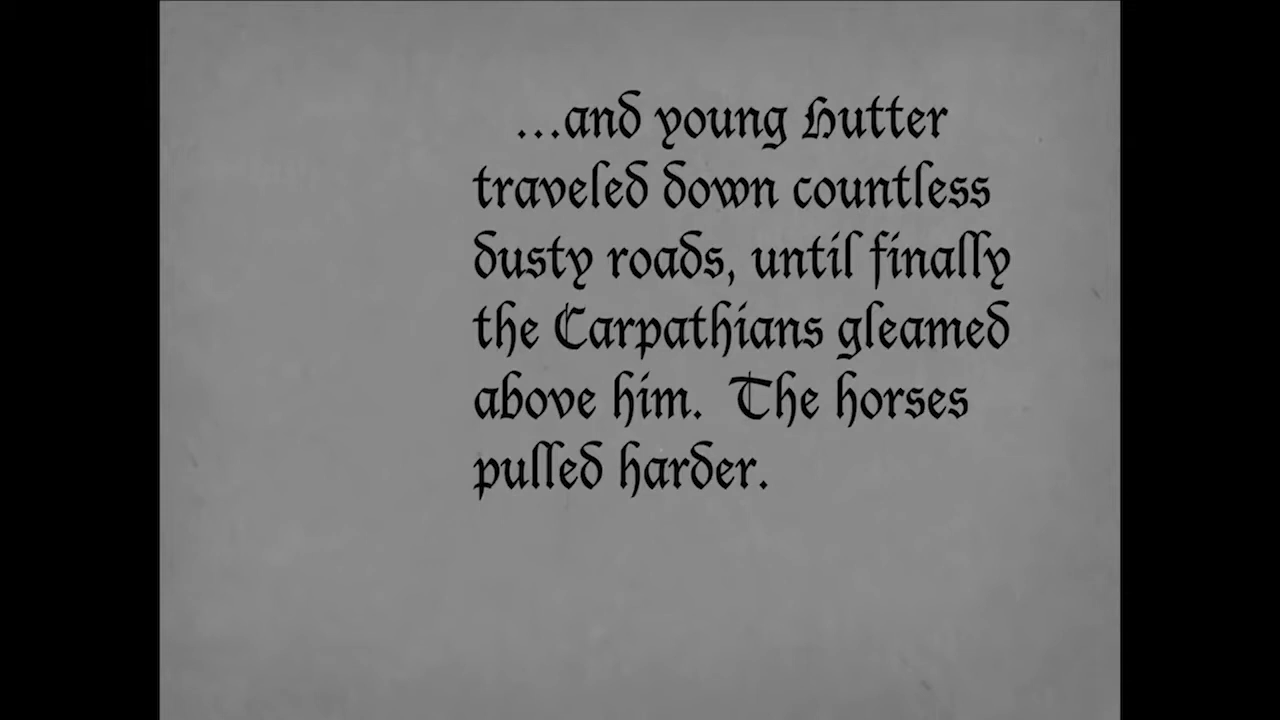 ...and young Hutter
traveled down countless
dusty roads, until finally
the Carpathians gleamed
above him. The horses
pulled harder.